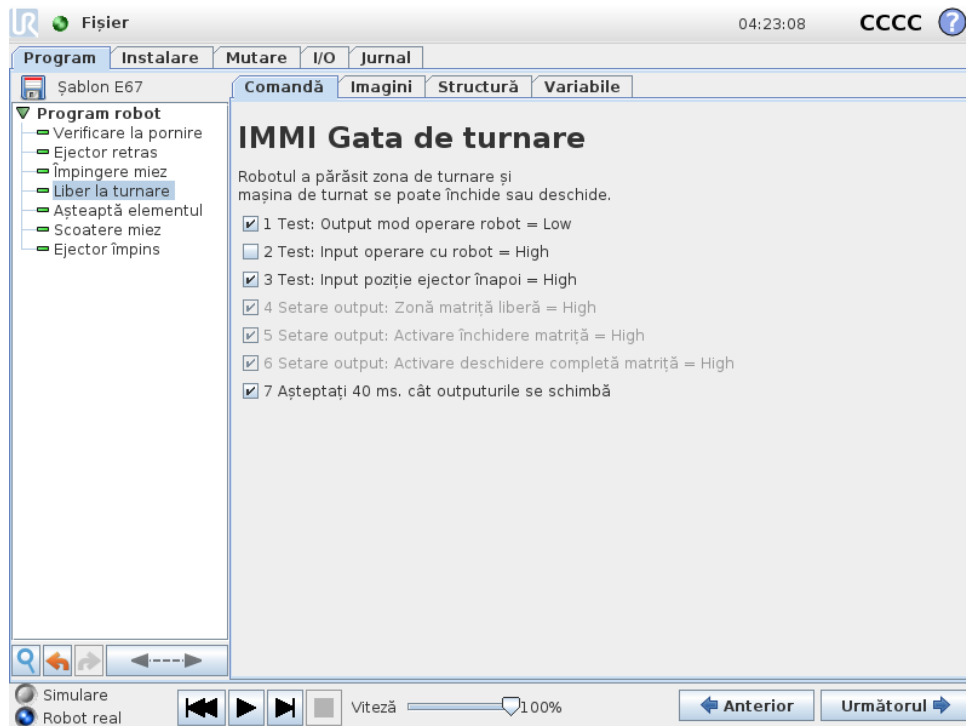 UR Fișier 04:23:08 CCCC ?
Program Instalare Mutare I/O Jurnal
Șablon E67
Comandă Imagini Structură Variabile
Program robot
Verificare la pornire
Ejector retras
Împingere miez
Liber la turnare
Așteaptă elementul
Scoatere miez
Ejector împins
IMMI Gata de turnare
Robotul a părăsit zona de turnare și
mașina de turnat se poate închide sau deschide.
1 Test: Output mod operare robot = Low
2 Test: Input operare cu robot = High
3 Test: Input poziție ejector înapoi = High
4 Setare output: Zonă matriță liberă = High
5 Setare output: Activare închidere matriță = High
6 Setare output: Activare deschidere completă matriță = High
7 Așteptați 40 ms. cât outputurile se schimbă
Simulare
Robot real
Viteză 100%
Anterior Următorul